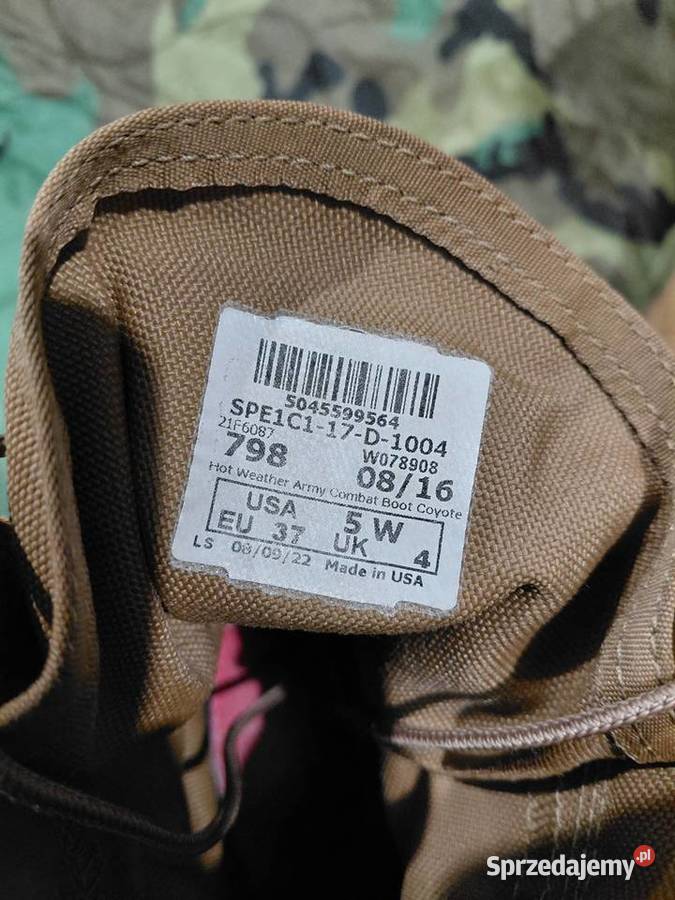 5045599564
SPE1C1-17-D-1004
21F6087 W078908
798 08/16
Hot Weather Army Combat Boot Coyote
USA 5 W
EU 37 UK 4
LS 08/09/22 Made in USA
Sprzedajemy.pl